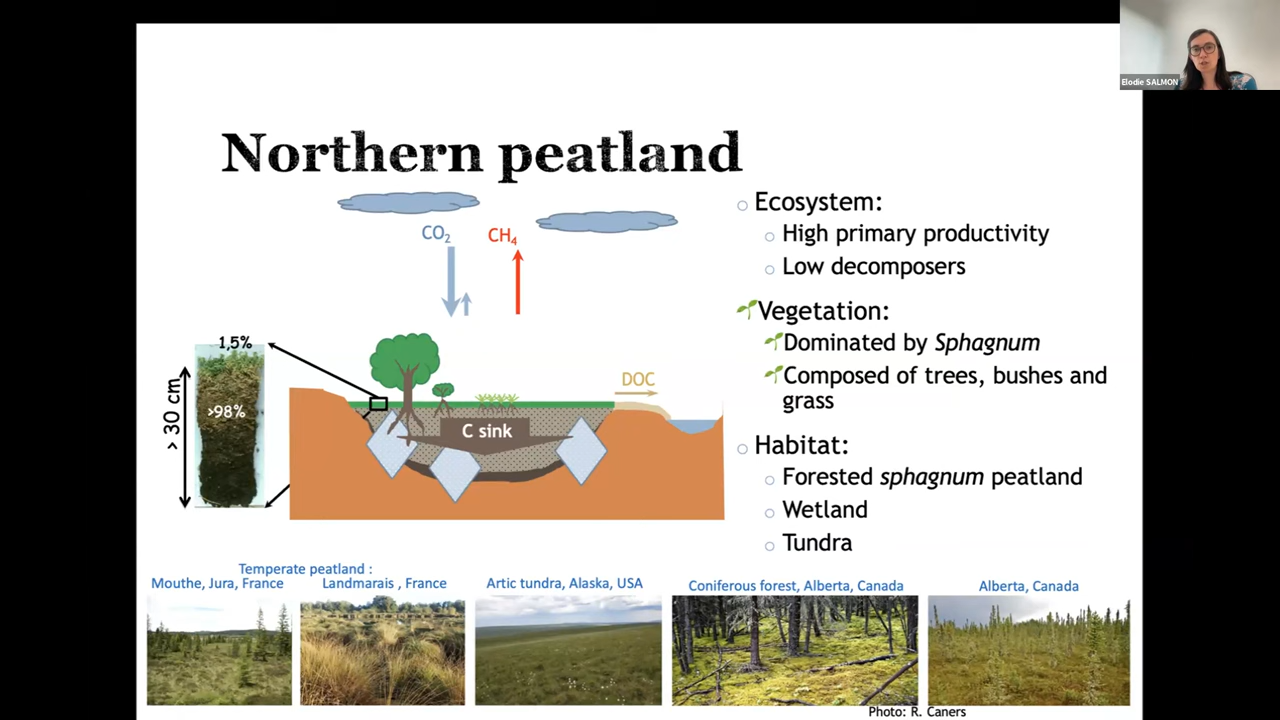 Elodie SALMON
Northern peatland
CO₂
CH₄
1,5%
>98%
> 30 cm
C sink
DOC
Ecosystem:
High primary productivity
Low decomposers
Vegetation:
Dominated by Sphagnum
Composed of trees, bushes and
grass
Habitat:
Forested sphagnum peatland
Wetland
Tundra
Temperate peatland :
Mouthe, Jura, France
Landmarais , France
Artic tundra, Alaska, USA
Coniferous forest, Alberta, Canada
Alberta, Canada
Photo: R. Caners